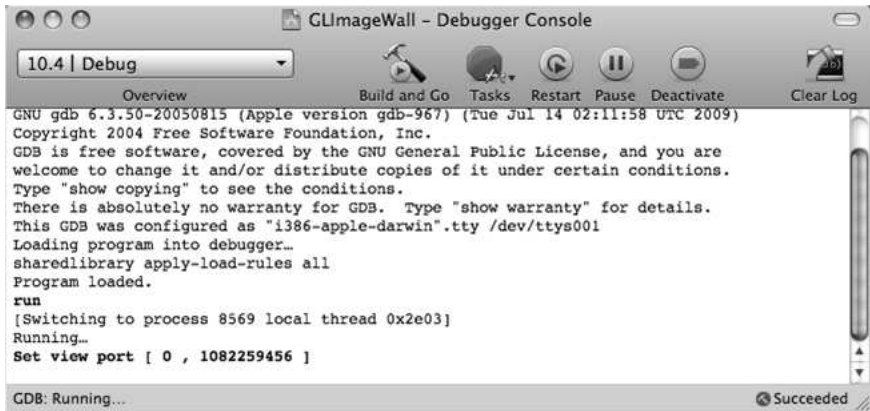 GLImageWall – Debugger Console
10.4 | Debug
Overview
Build and Go
Tasks
Restart
Pause
Deactivate
Clear Log
GNU gdb 6.3.50-20050815 (Apple version gdb-967) (Tue Jul 14 02:11:58 UTC 2009)
Copyright 2004 Free Software Foundation, Inc.
GDB is free software, covered by the GNU General Public License, and you are
welcome to change it and/or distribute copies of it under certain conditions.
Type "show copying" to see the conditions.
There is absolutely no warranty for GDB.  Type "show warranty" for details.
This GDB was configured as "i386-apple-darwin".tty /dev/ttys001
Loading program into debugger…
sharedlibrary apply-load-rules all
Program loaded.
run
[Switching to process 8569 local thread 0x2e03]
Running…
Set view port [ 0 , 1082259456 ]
GDB: Running...
Succeeded